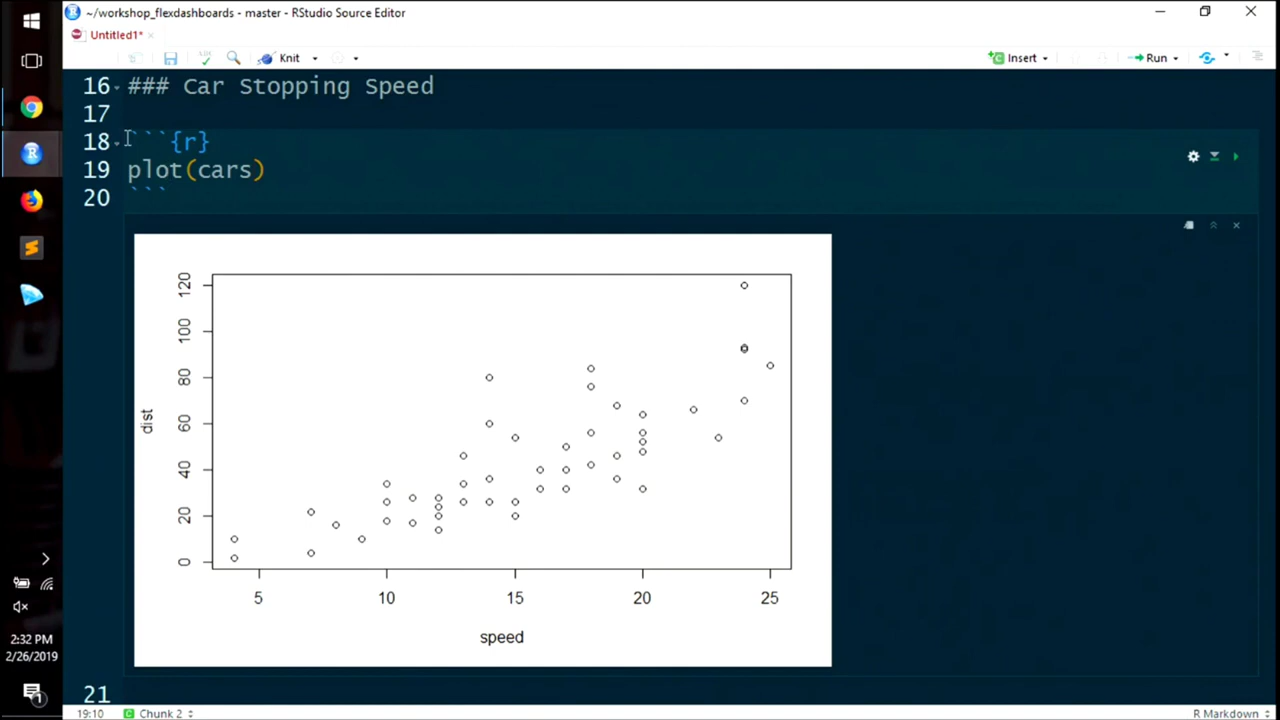 ~/workshop_flexdashboards - master - RStudio Source Editor
Untitled1*
Knit
Insert
Run
16 ### Car Stopping Speed
17
18 ```{r}
19 plot(cars)
20 ```
120
100
80
60
40
20
0
dist
5 10 15 20 25
speed
21
2:32 PM
2/26/2019
19:10 Chunk 2 R Markdown